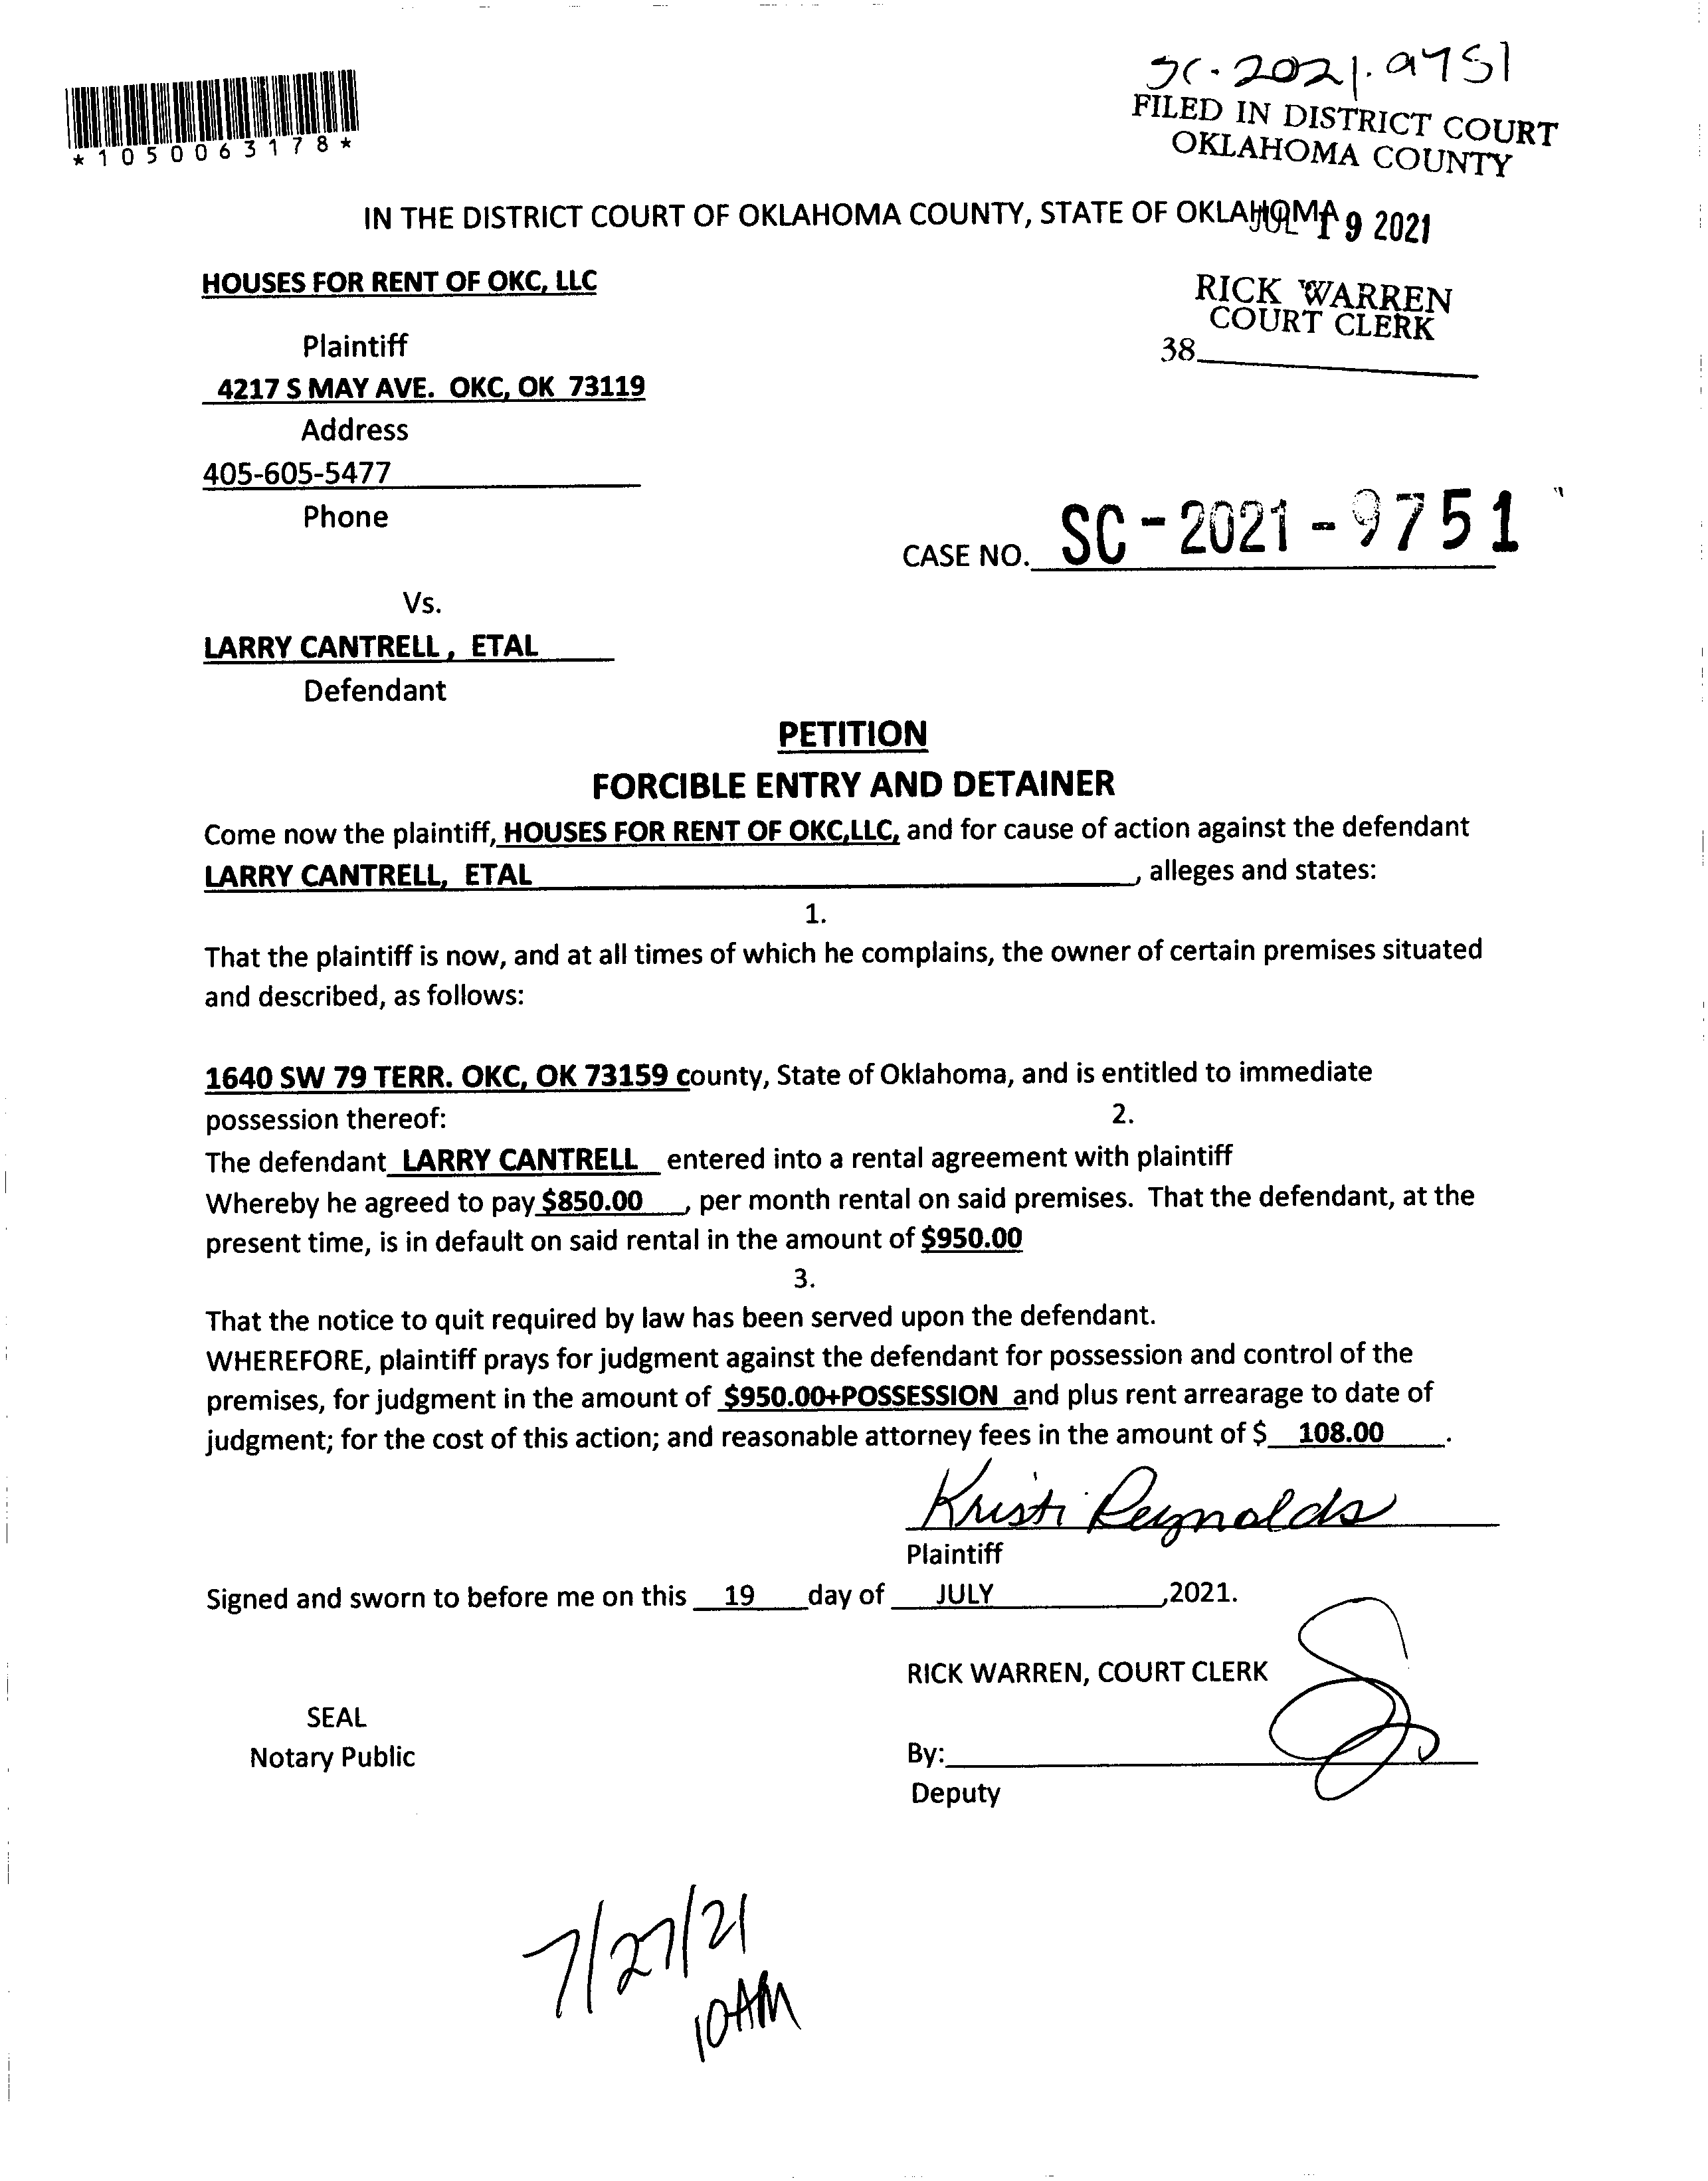 SC-2021-9751
FILED IN DISTRICT COURT
OKLAHOMA COUNTY
*1050063178*
IN THE DISTRICT COURT OF OKLAHOMA COUNTY, STATE OF OKLAHOMA
JUL 19 2021
HOUSES FOR RENT OF OKC, LLC
RICK WARREN
COURT CLERK
Plaintiff
38
4217 S MAY AVE. OKC, OK 73119
Address
405-605-5477
Phone
CASE NO. SC-2021-9751
Vs.
LARRY CANTRELL , ETAL
Defendant
PETITION
FORCIBLE ENTRY AND DETAINER
Come now the plaintiff, HOUSES FOR RENT OF OKC,LLC, and for cause of action against the defendant
LARRY CANTRELL, ETAL , alleges and states:
1.
That the plaintiff is now, and at all times of which he complains, the owner of certain premises situated
and described, as follows:
1640 SW 79 TERR. OKC, OK 73159 county, State of Oklahoma, and is entitled to immediate
possession thereof:
2.
The defendant LARRY CANTRELL entered into a rental agreement with plaintiff
Whereby he agreed to pay $850.00 , per month rental on said premises. That the defendant, at the
present time, is in default on said rental in the amount of $950.00
3.
That the notice to quit required by law has been served upon the defendant.
WHEREFORE, plaintiff prays for judgment against the defendant for possession and control of the
premises, for judgment in the amount of $950.00+POSSESSION and plus rent arrearage to date of
judgment; for the cost of this action; and reasonable attorney fees in the amount of $ 108.00 .
Kristi Reynolds
Plaintiff
Signed and sworn to before me on this 19 day of JULY ,2021.
RICK WARREN, COURT CLERK
SEAL
Notary Public
By:
Deputy
7/27/21
10AM